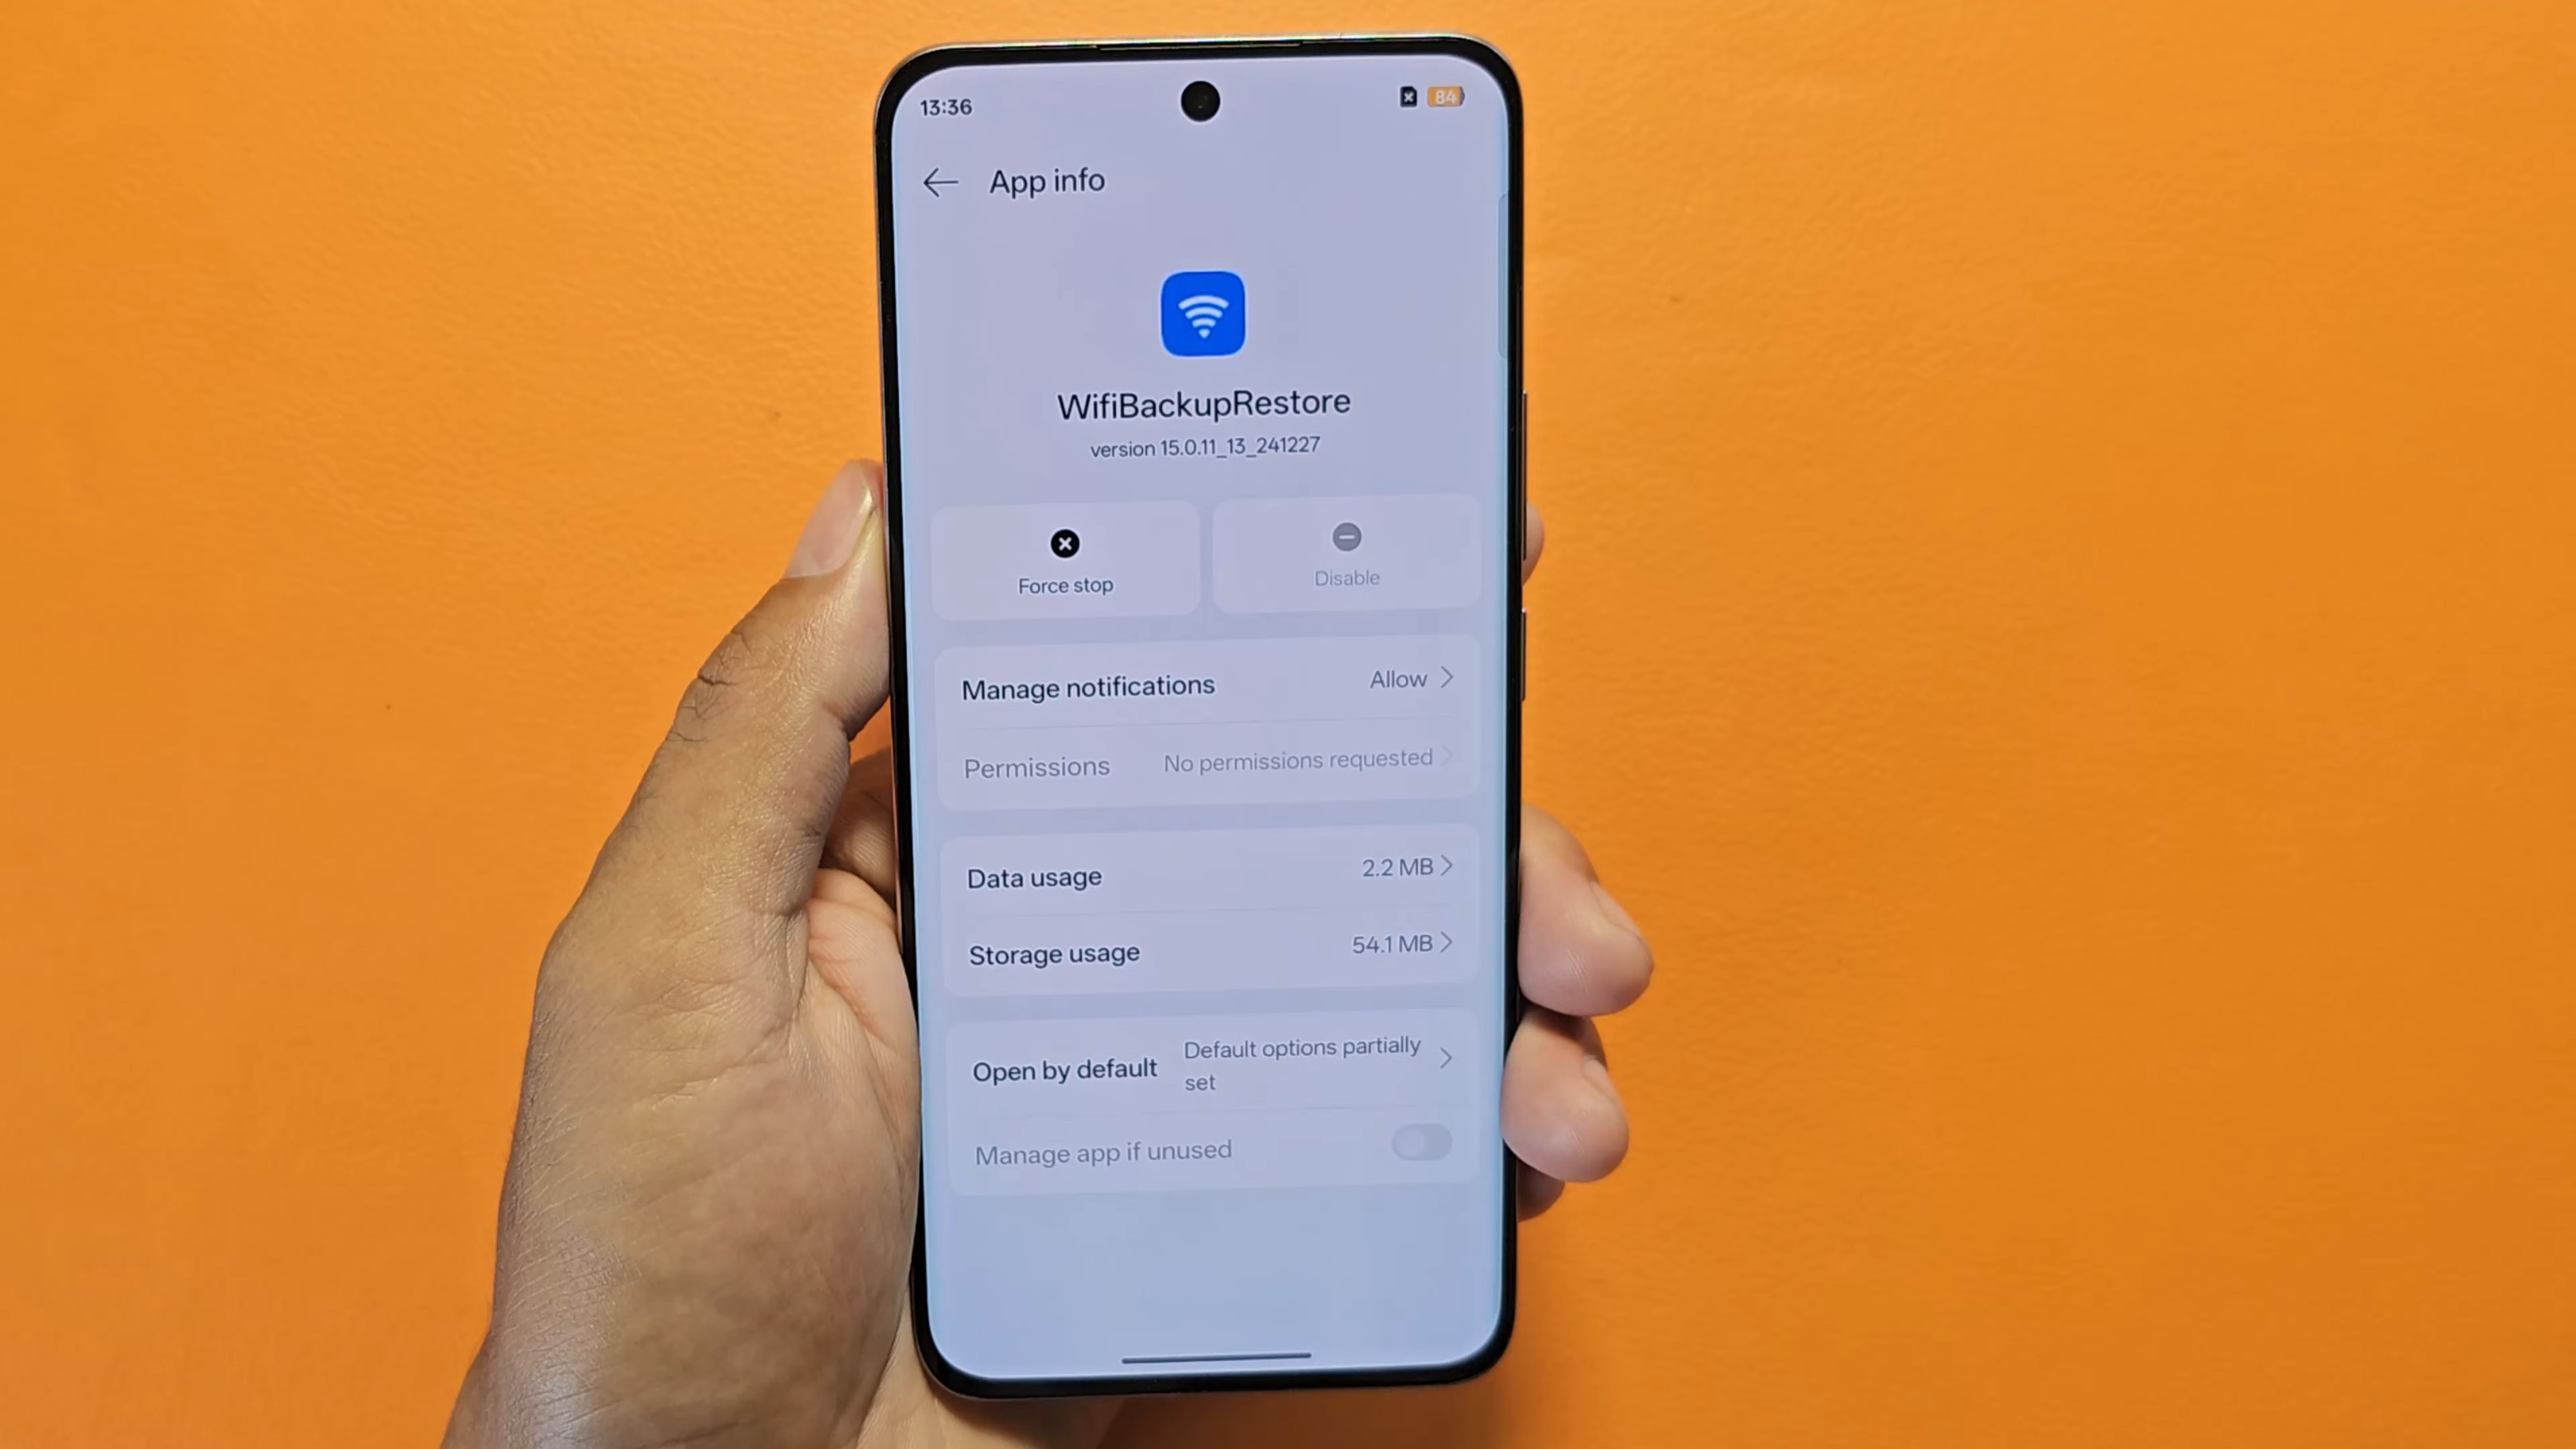 13:36
84
App info
WifiBackupRestore
version 15.0.11_13_241227
Force stop
Disable
Manage notifications Allow
Permissions No permissions requested
Data usage 2.2 MB
Storage usage 54.1 MB
Open by default Default options partially
set
Manage app if unused